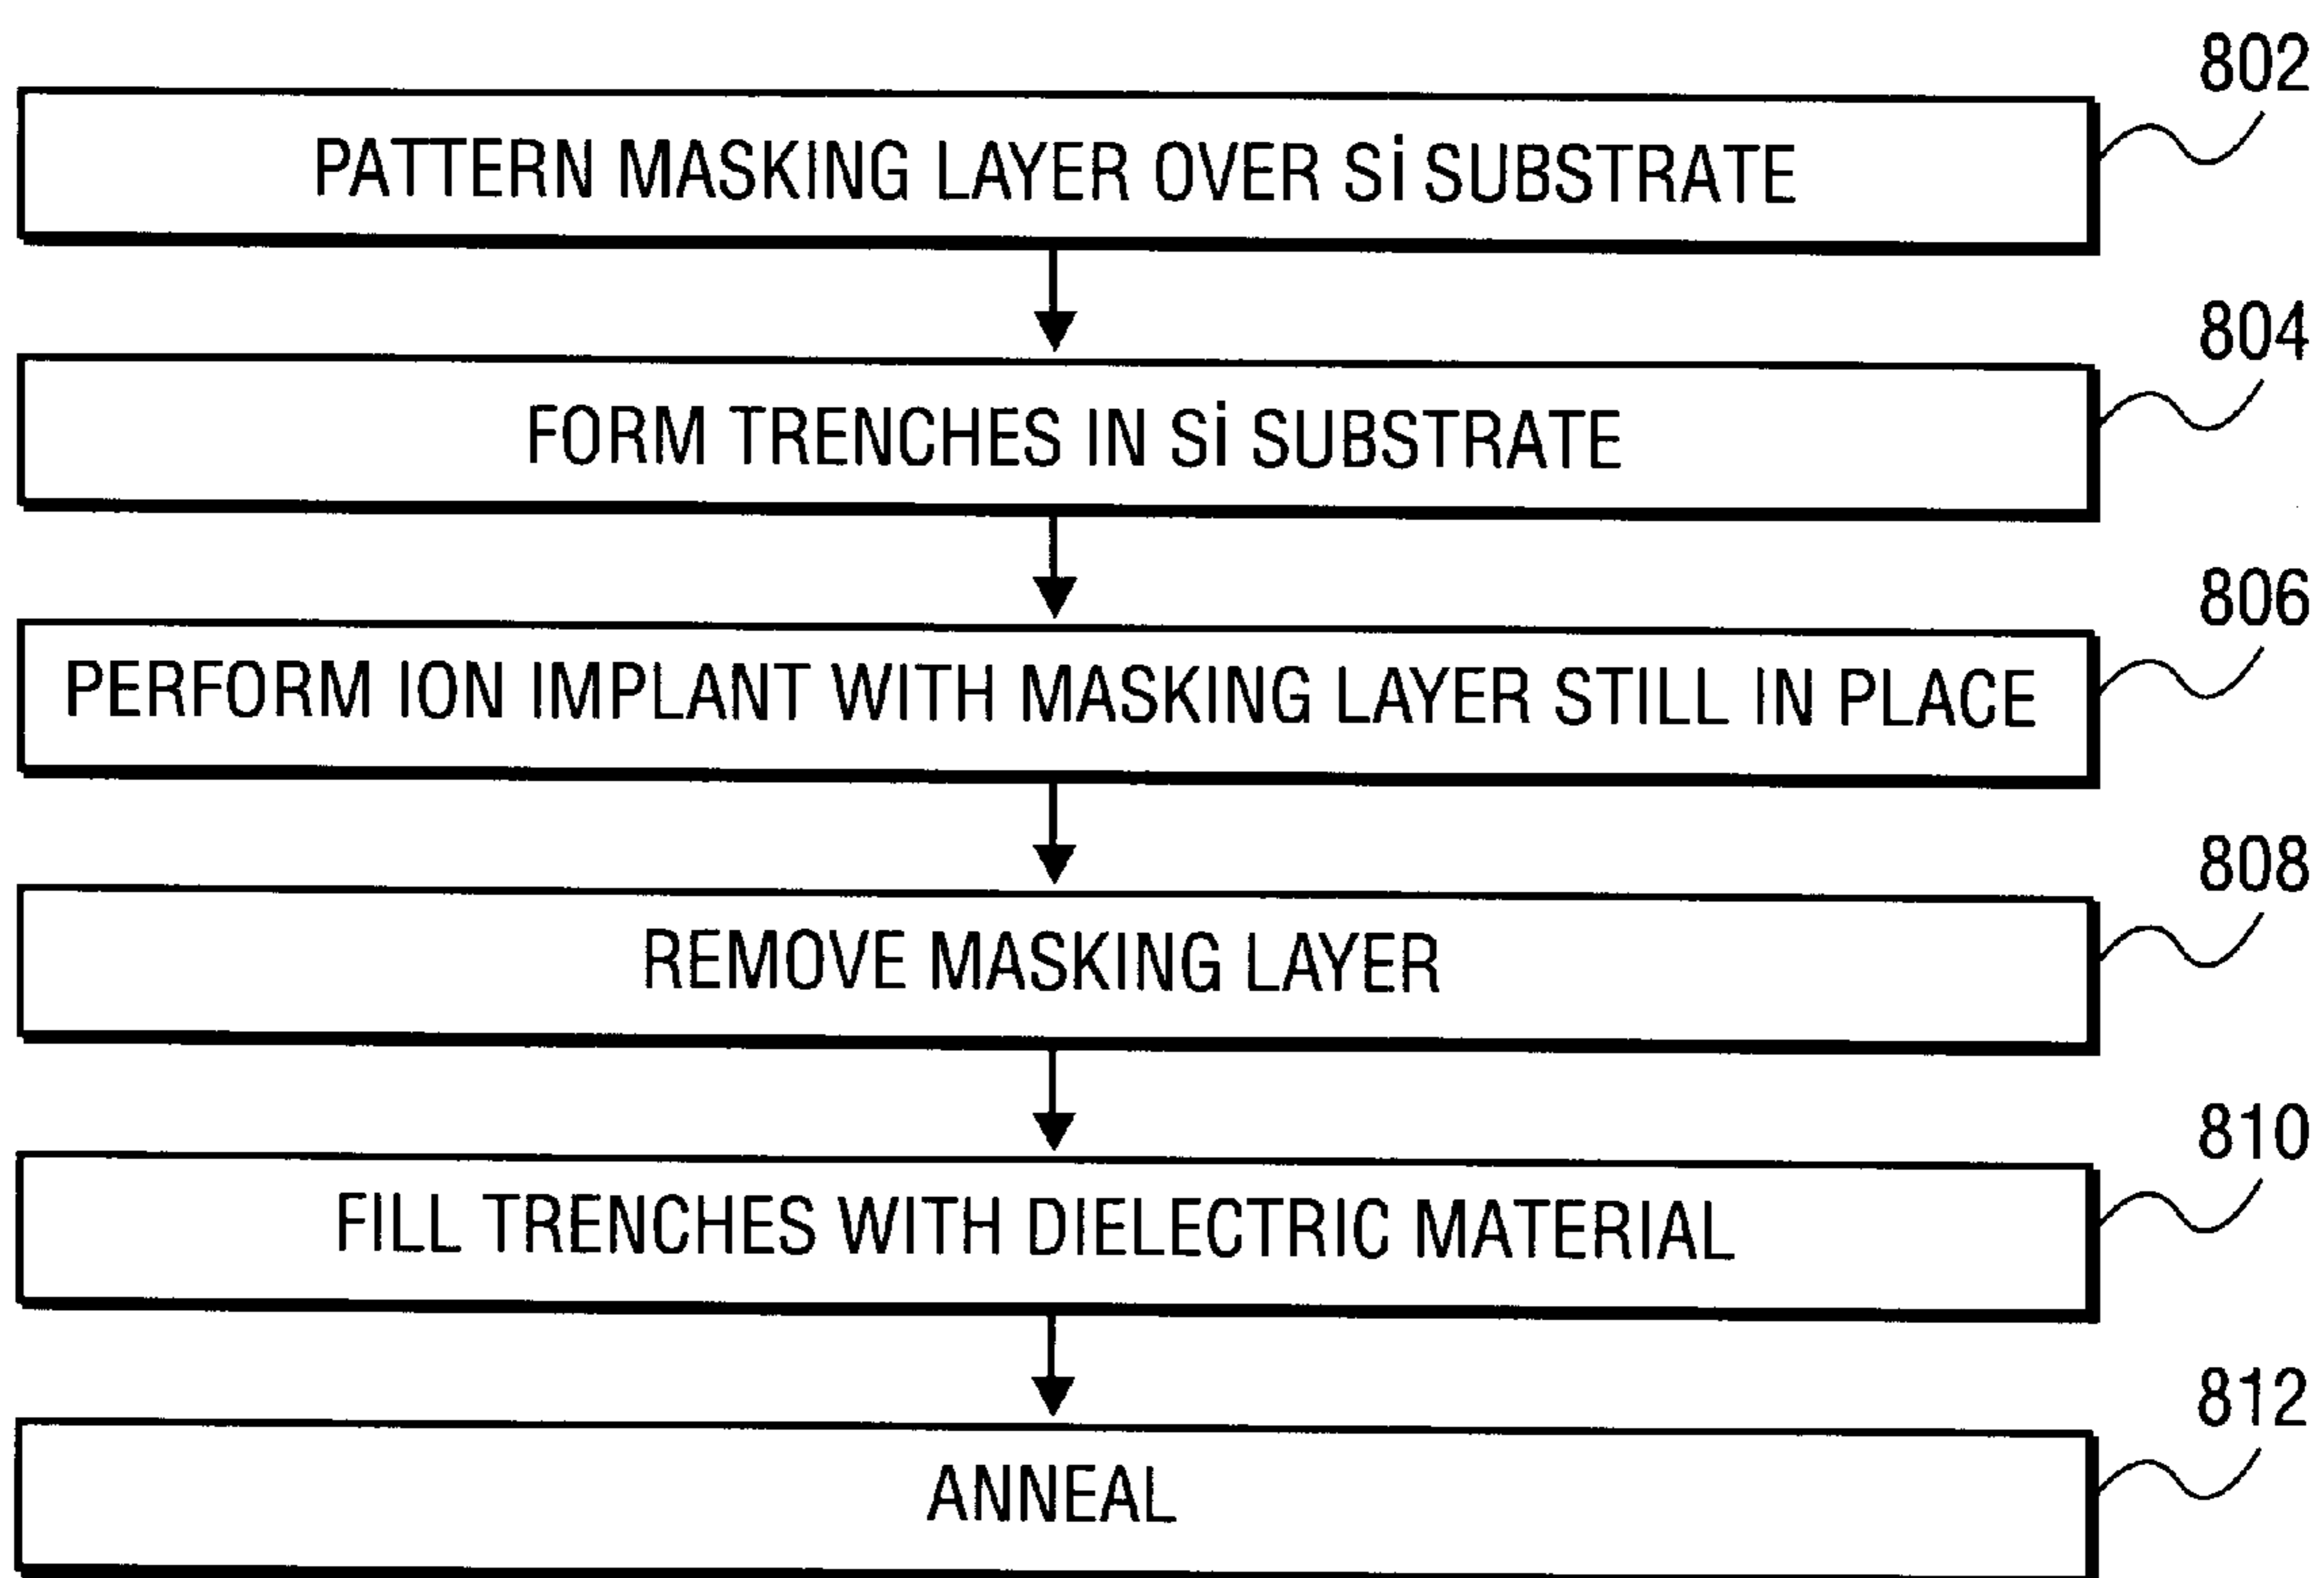 802
PATTERN MASKING LAYER OVER Si SUBSTRATE
804
FORM TRENCHES IN Si SUBSTRATE
806
PERFORM ION IMPLANT WITH MASKING LAYER STILL IN PLACE
808
REMOVE MASKING LAYER
810
FILL TRENCHES WITH DIELECTRIC MATERIAL
812
ANNEAL